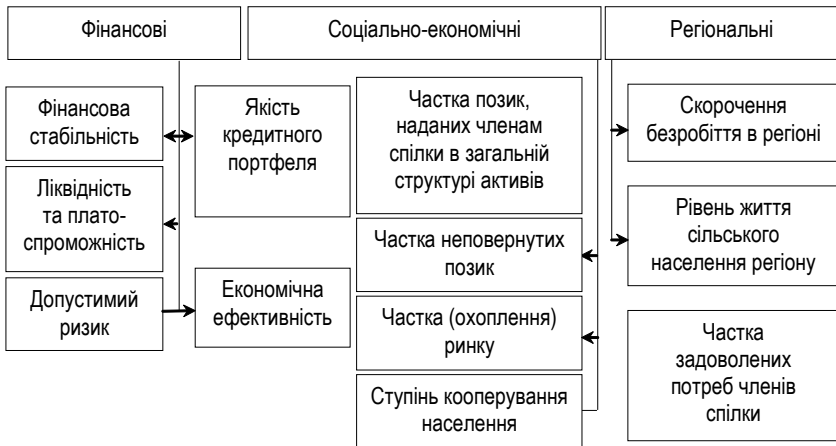 Фінансові
Соціально-економічні
Регіональні
Фінансова
стабільність
Ліквідність
та плато-
спроможність
Допустимий
ризик
Якість
кредитного
портфеля
Економічна
ефективність
Частка позик,
наданих членам
спілки в загальній
структурі активів
Частка неповернутих
позик
Частка (охоплення)
ринку
Ступінь кооперування
населення
Скорочення
безробіття в регіоні
Рівень життя
сільського
населення регіону
Частка
задоволених
потреб членів
спілки